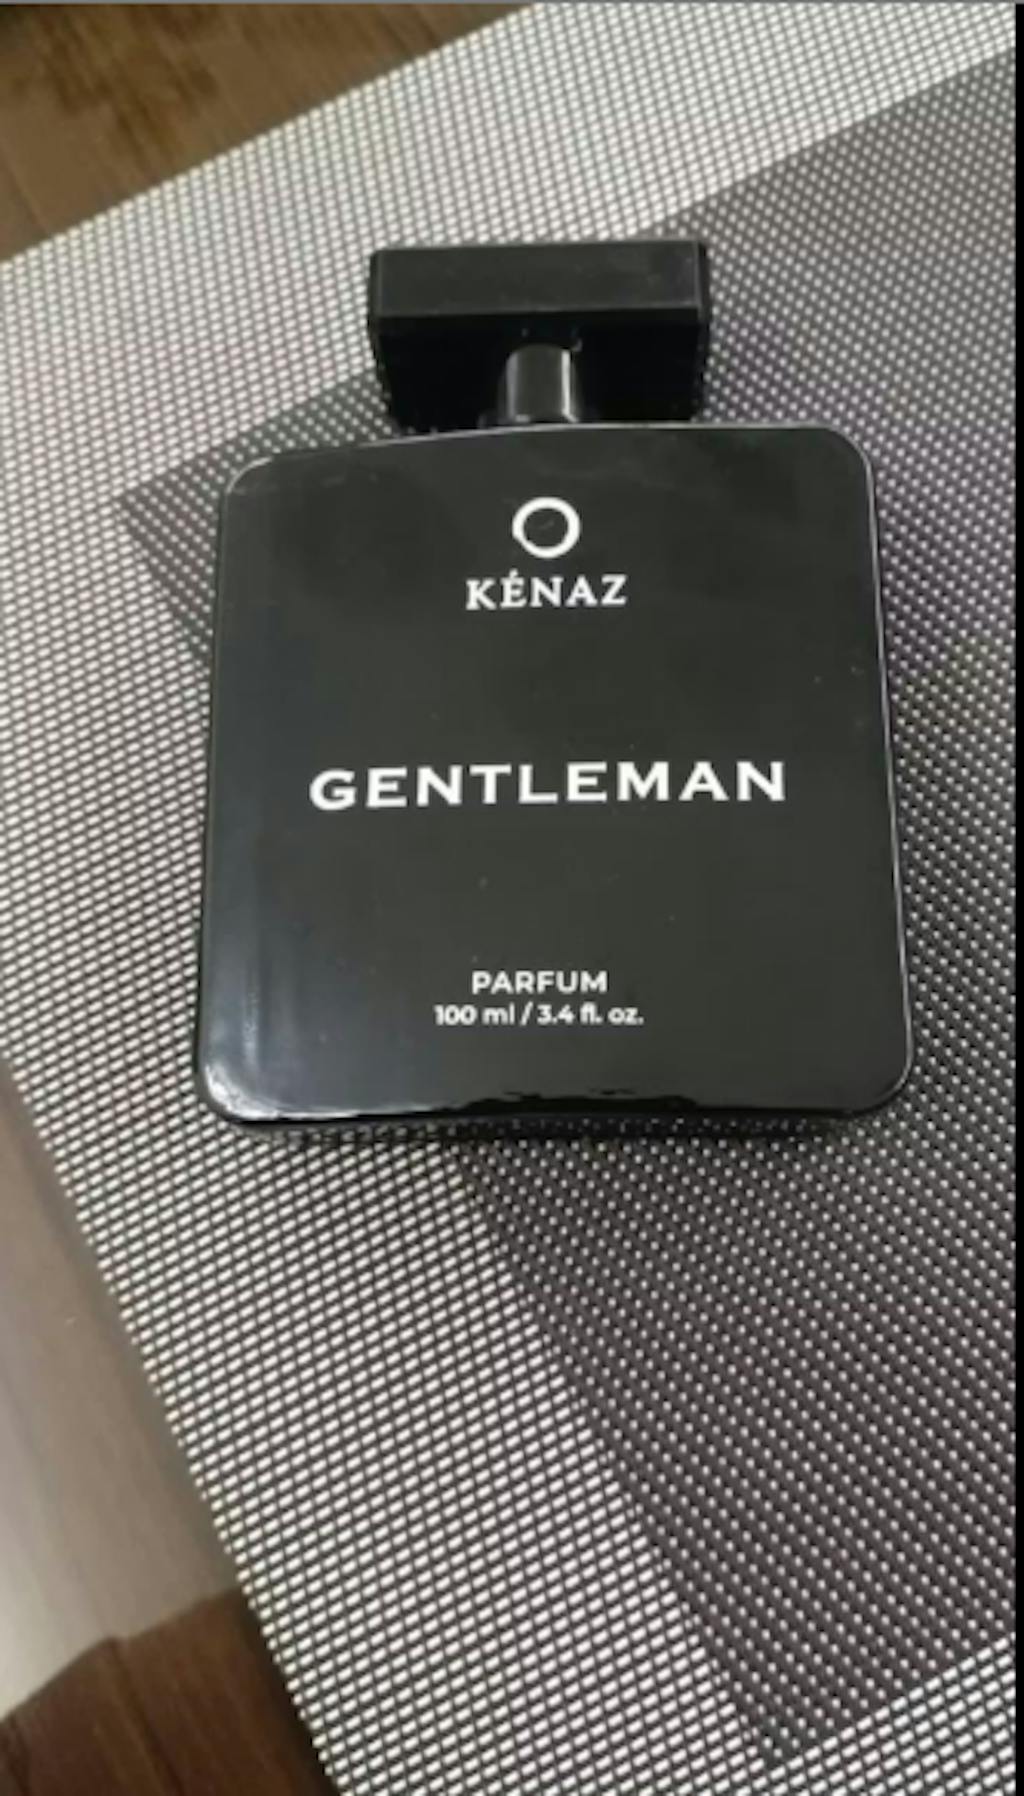 KÉNAZ
GENTLEMAN
PARFUM
100 ml / 3.4 fl. oz.